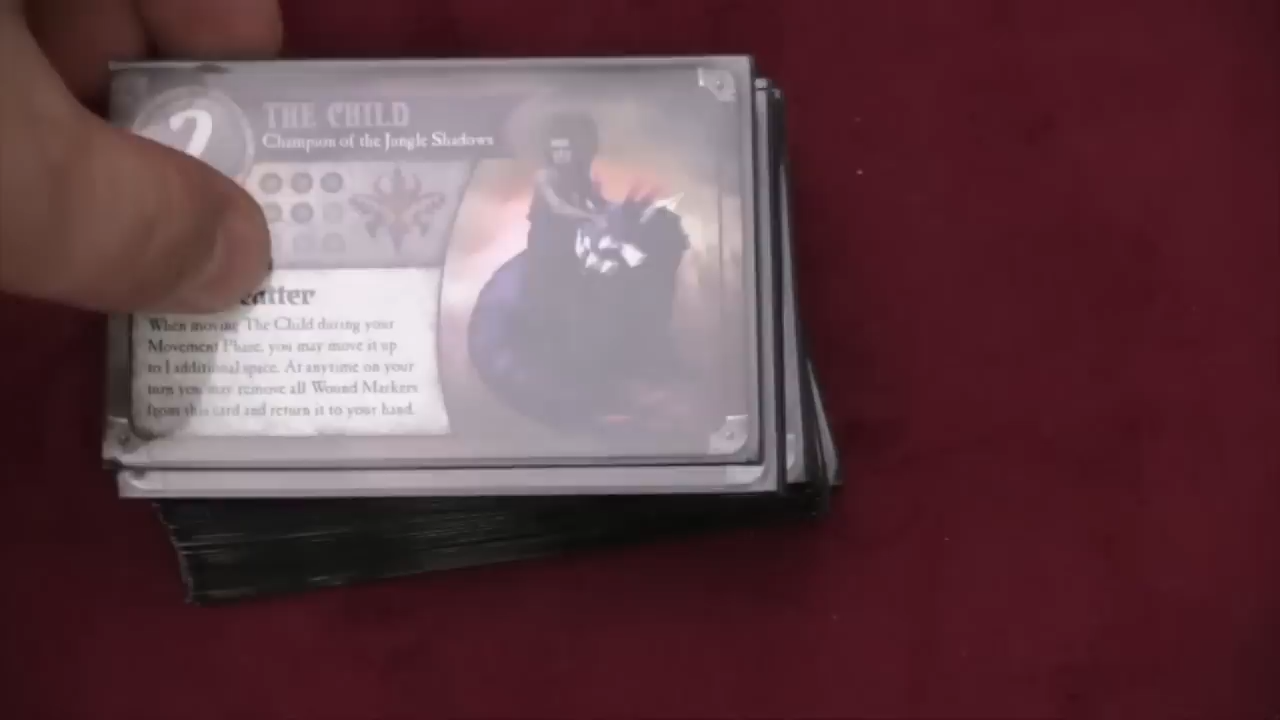 2
THE CHILD
Champion of the Jungle Shadows
When moving The Child during your
Movement Phase, you may move it up
to 1 additional space. At anytime on your
turn you may remove all Wound Markers
from this card and return it to your hand.